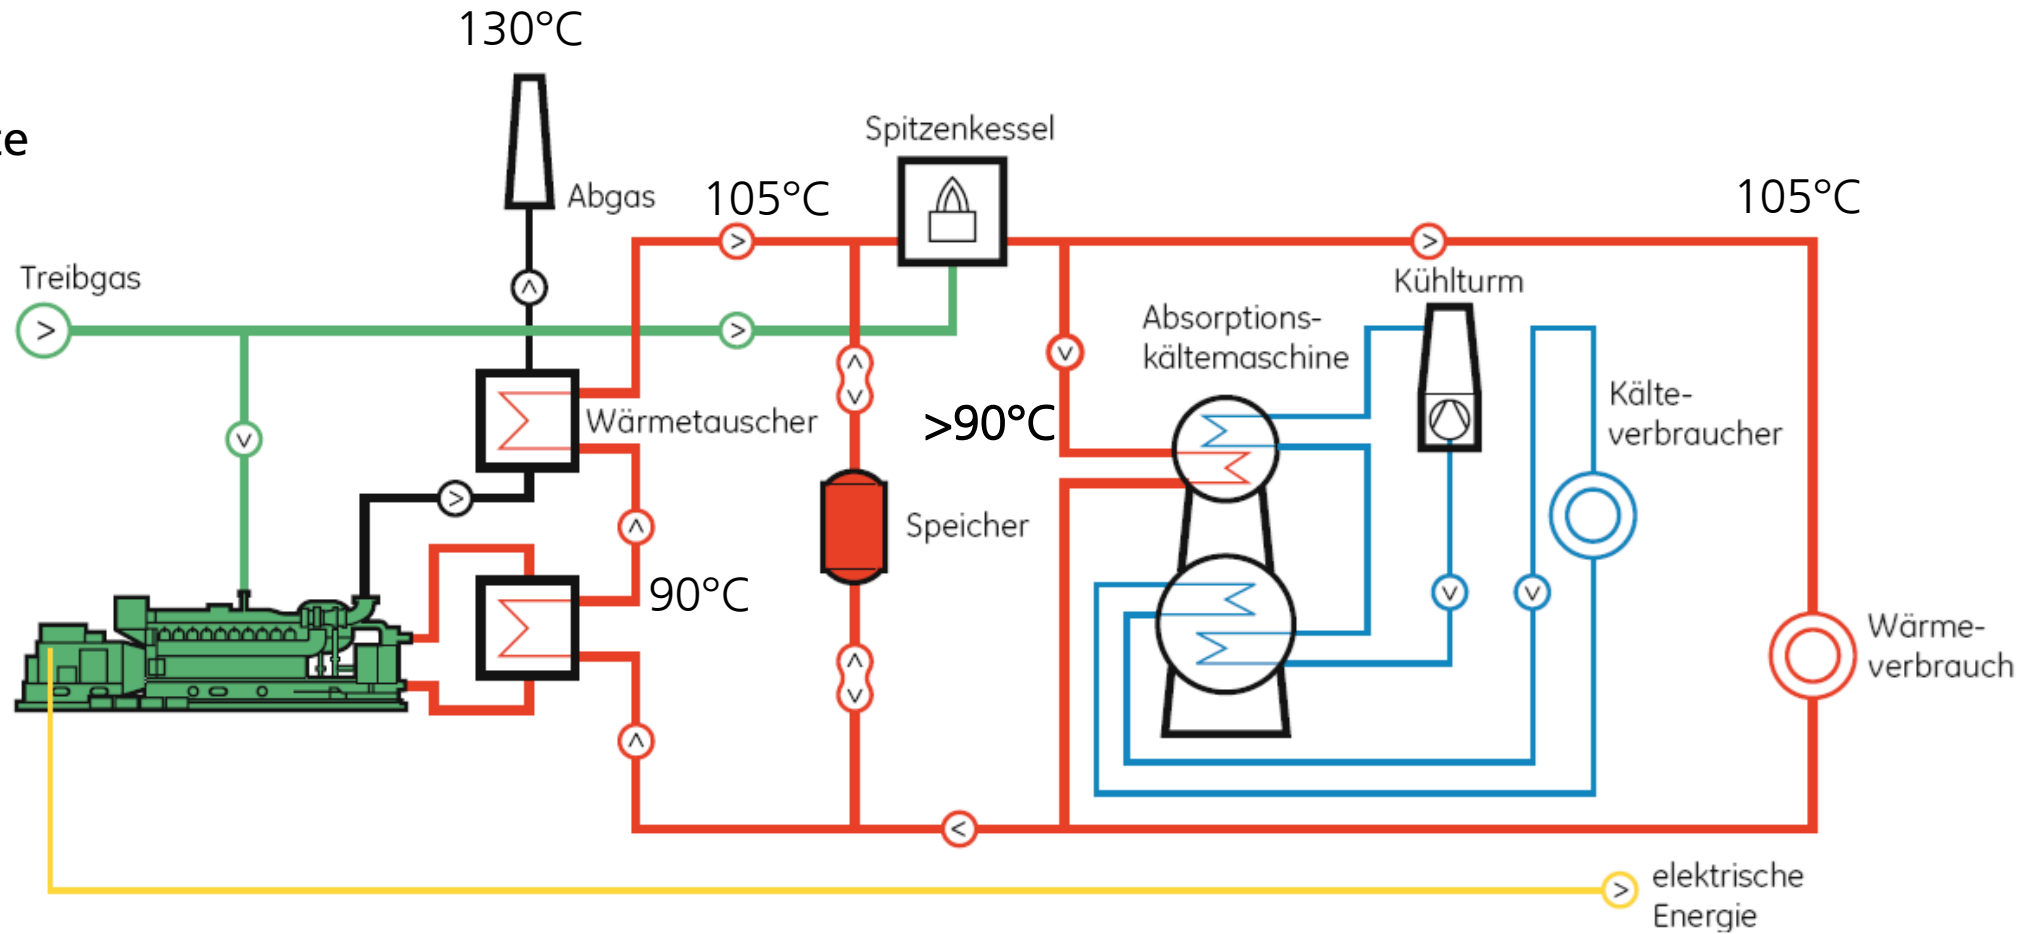 130°C
Spitzenkessel
te
Abgas
105°C
105°C
Treibgas
Kühlturm
Absorptions-
kältemaschine
Wärmetauscher
>90°C
Kälte-
verbraucher
Speicher
90°C
Wärme-
verbrauch
elektrische
Energie